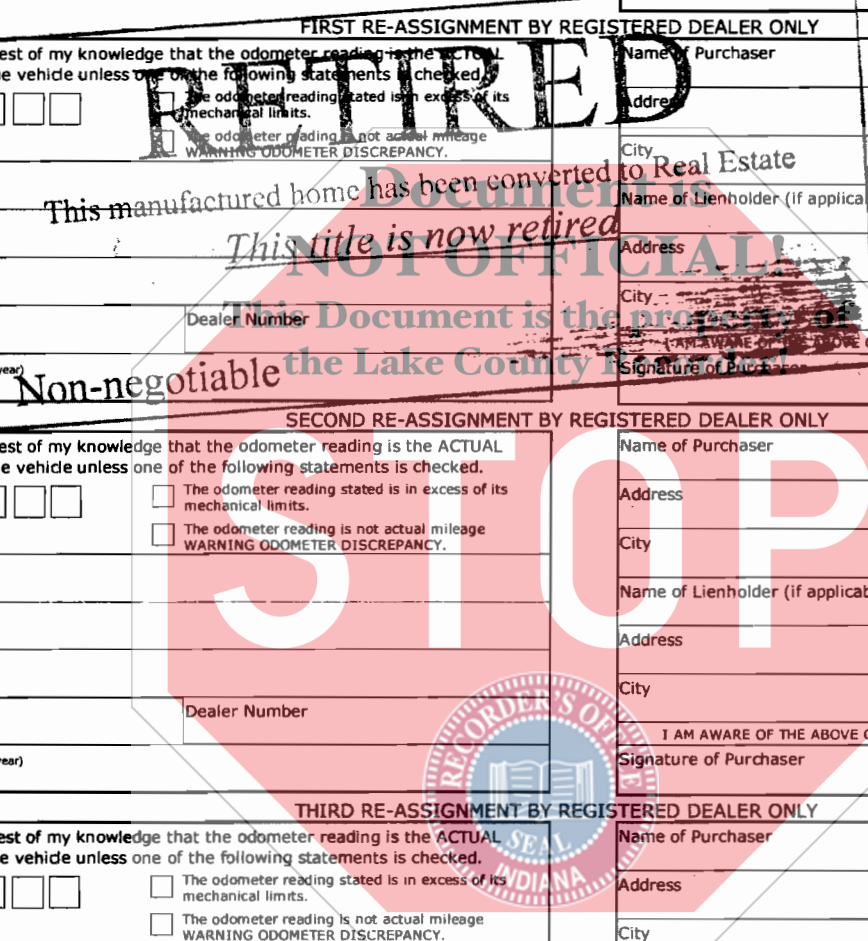 FIRST RE-ASSIGNMENT BY REGISTERED DEALER ONLY
est of my knowledge that the odometer reading is the ACTUAL
e vehicle unless one of the following statements is checked.
RETIRED
The odometer reading stated is in excess of its
mechanical limits.
The odometer reading is not actual mileage
WARNING ODOMETER DISCREPANCY.
Name of Purchaser
Address
City
This manufactured home has been converted to Real Estate
Document is
Name of Lienholder (if applica
This title is now retired
NOT OFFICIAL!
Address
City
Dealer Number
This Document is the property of
the Lake County Recorder!
I AM AWARE OF THE ABOVE
Signature of Purchaser
year)
Non-negotiable
SECOND RE-ASSIGNMENT BY REGISTERED DEALER ONLY
est of my knowledge that the odometer reading is the ACTUAL
e vehicle unless one of the following statements is checked.
The odometer reading stated is in excess of its
mechanical limits.
The odometer reading is not actual mileage
WARNING ODOMETER DISCREPANCY.
Name of Purchaser
Address
City
STOP
Name of Lienholder (if applicab
Address
City
Dealer Number
I AM AWARE OF THE ABOVE
year)
Signature of Purchaser
RECORDER'S OFFICE
SEAL
INDIANA
THIRD RE-ASSIGNMENT BY REGISTERED DEALER ONLY
est of my knowledge that the odometer reading is the ACTUAL
e vehicle unless one of the following statements is checked.
The odometer reading stated is in excess of its
mechanical limits.
The odometer reading is not actual mileage
WARNING ODOMETER DISCREPANCY.
Name of Purchaser
Address
City